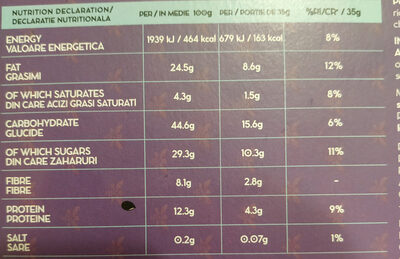 NUTRITION DECLARATION/ PER / IN MEDIE 100g PER / PORTIE DE 35g %RI/CR* / 35g
DECLARATIE NUTRITIONALA
ENERGY 1939 kJ / 464 kcal 679 kJ / 163 kcal 8%
VALOARE ENERGETICA
FAT 24.5g 8.6g 12%
GRASIMI
OF WHICH SATURATES 4.3g 1.5g 8%
DIN CARE ACIZI GRASI SATURATI
CARBOHYDRATE 44.6g 15.6g 6%
GLUCIDE
OF WHICH SUGARS 29.3g 10.3g 11%
DIN CARE ZAHARURI
FIBRE 8.1g 2.8g -
FIBRE
PROTEIN 12.3g 4.3g 9%
PROTEINE
SALT 0.2g 0.07g 1%
SARE